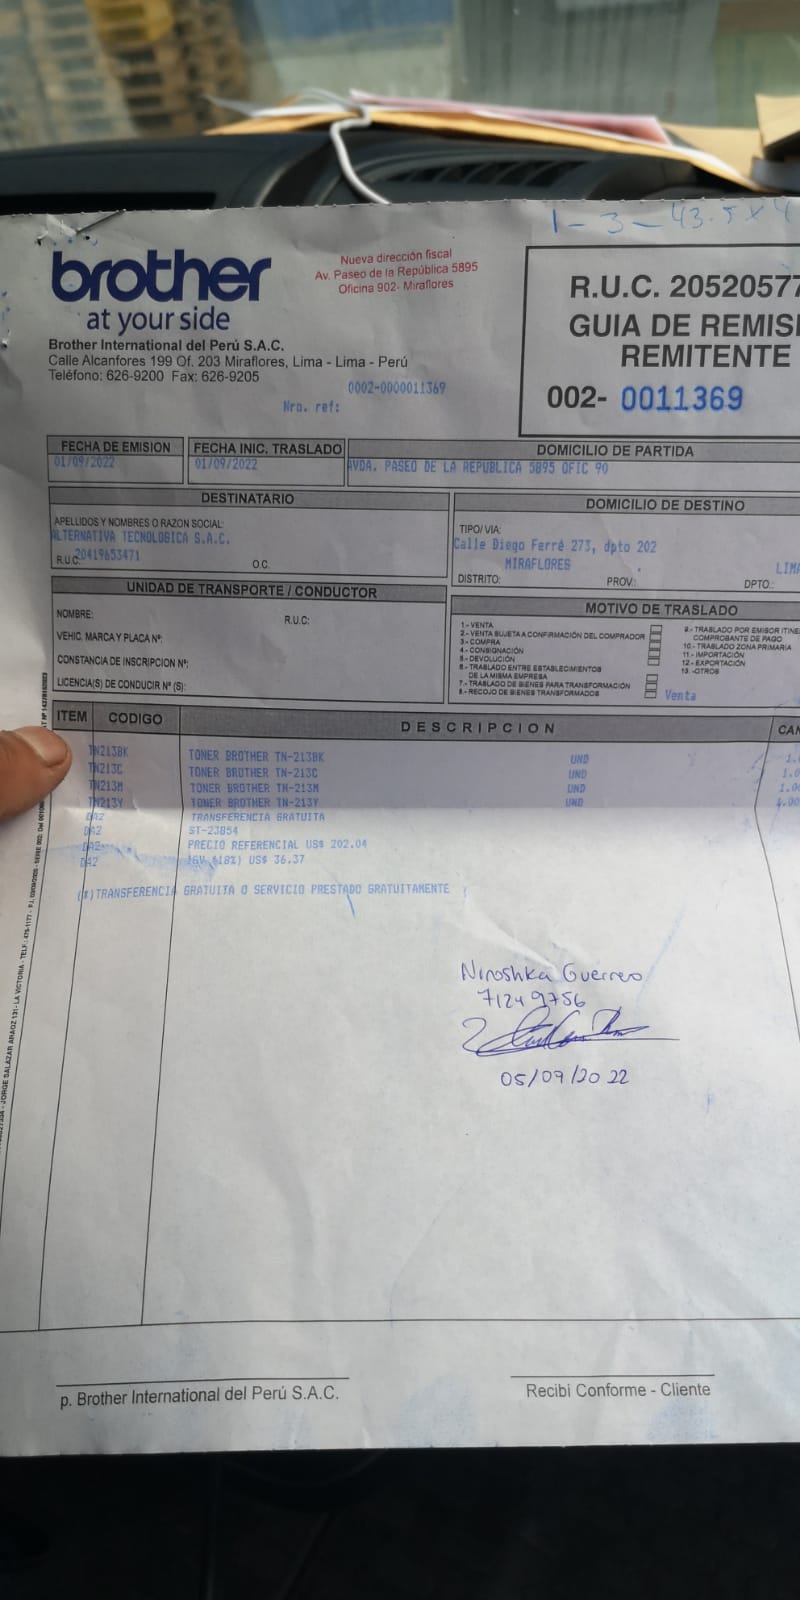 1 - 3 - 43.5 x 4
brother
at your side
Nueva dirección fiscal
Av. Paseo de la República 5895
Oficina 902- Miraflores
Brother International del Perú S.A.C.
Calle Alcanfores 199 Of. 203 Miraflores, Lima - Lima - Perú
Teléfono: 626-9200 Fax: 626-9205
0002-0000011369
Nro. ref:
R.U.C. 20520577
GUIA DE REMISI
REMITENTE
002- 0011369
FECHA DE EMISION
01/09/2022
FECHA INIC. TRASLADO
01/09/2022
DOMICILIO DE PARTIDA
AVDA. PASEO DE LA REPUBLICA 5895 OFIC 90
DESTINATARIO
APELLIDOS Y NOMBRES O RAZON SOCIAL:
ALTERNATIVA TECNOLOGICA S.A.C.
R.U.C. 20419653471 O.C.
DOMICILIO DE DESTINO
TIPO/ VIA:
Calle Diego Ferré 273, dpto 202
MIRAFLORES LIMA
DISTRITO: PROV.: DPTO.:
UNIDAD DE TRANSPORTE / CONDUCTOR
NOMBRE: R.U.C:
VEHIC. MARCA Y PLACA Nº:
CONSTANCIA DE INSCRIPCION Nº:
LICENCIA(S) DE CONDUCIR Nº (S):
MOTIVO DE TRASLADO
1.- VENTA
2.- VENTA SUJETA A CONFIRMACIÓN DEL COMPRADOR
3.- COMPRA
4.- CONSIGNACIÓN
5.- DEVOLUCIÓN
6.- TRASLADO ENTRE ESTABLECIMIENTOS
DE LA MISMA EMPRESA
7.- TRASLADO DE BIENES PARA TRANSFORMACIÓN
8.- RECOJO DE BIENES TRANSFORMADOS
9.- TRASLADO POR EMISOR ITINE
COMPROBANTE DE PAGO
10.- TRASLADO ZONA PRIMARIA
11.- IMPORTACIÓN
12.- EXPORTACIÓN
13.-OTROS
Venta
ITEM CODIGO DESCRIPCION CAN
TN213BK TONER BROTHER TN-213BK UND 1.0
TN213C TONER BROTHER TN-213C UND 1.0
TN213M TONER BROTHER TN-213M UND 1.00
TN213Y TONER BROTHER TN-213Y UND
DA2 TRANSFERENCIA GRATUITA
DA2 ST-23854
DA2 PRECIO REFERENCIAL US$ 202.04
DA2 IGV (18%) US$ 36.37
(*)TRANSFERENCIA GRATUITA O SERVICIO PRESTADO GRATUITAMENTE
Niroshka Guerrero
71249756
05/09/2022
p. Brother International del Perú S.A.C.
Recibi Conforme - Cliente